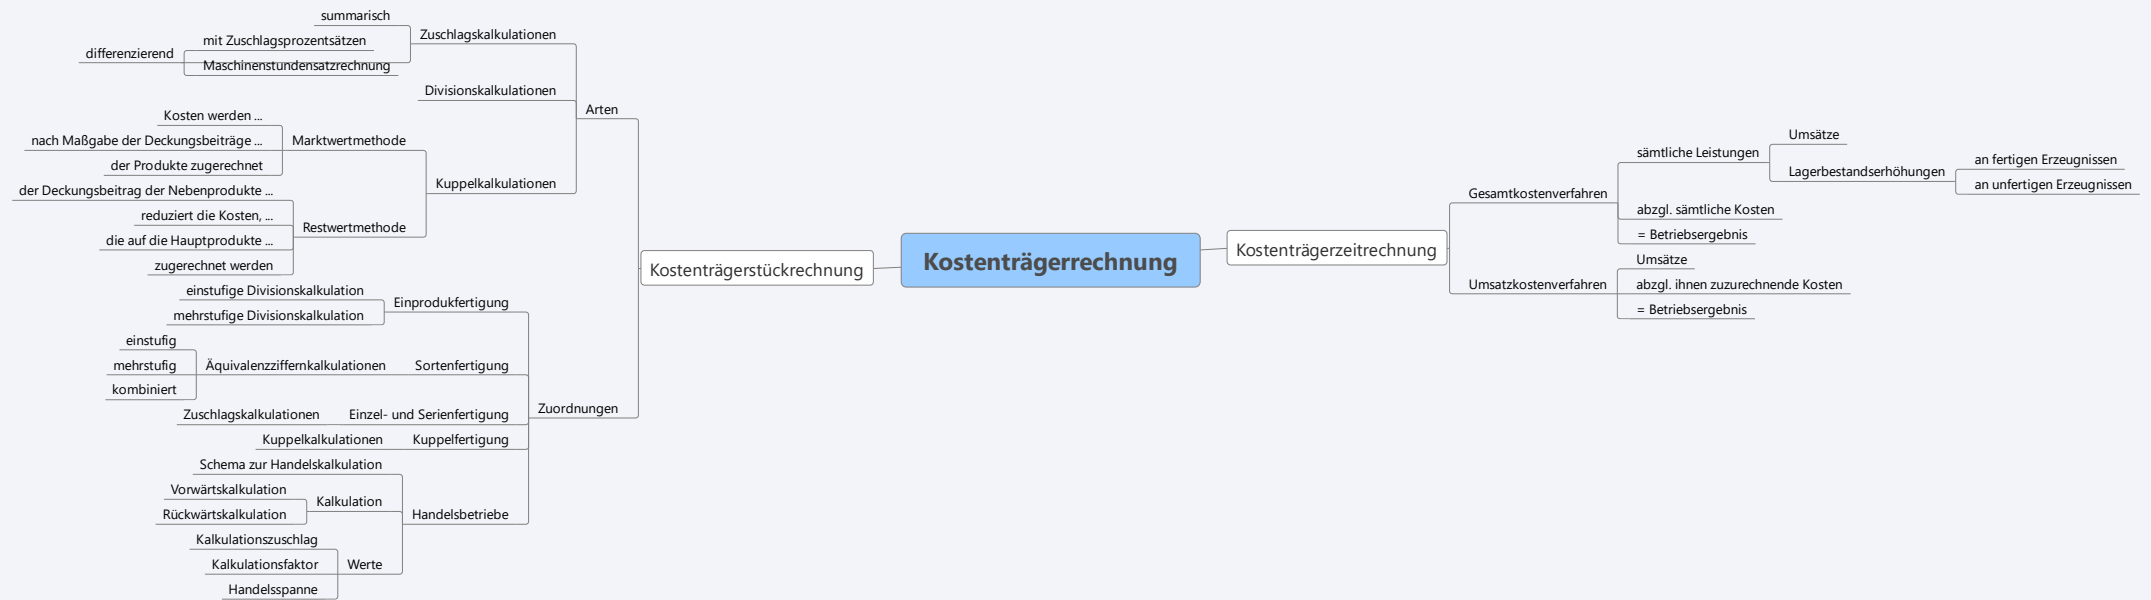 Kostenträgerrechnung
Kostenträgerstückrechnung
Arten
Zuschlagskalkulationen
summarisch
differenzierend
mit Zuschlagsprozentsätzen
Maschinenstundensatzrechnung
Divisionskalkulationen
Kuppelkalkulationen
Marktwertmethode
Kosten werden ...
nach Maßgabe der Deckungsbeiträge ...
der Produkte zugerechnet
Restwertmethode
der Deckungsbeitrag der Nebenprodukte ...
reduziert die Kosten, ...
die auf die Hauptprodukte ...
zugerechnet werden
Zuordnungen
Einprodukfertigung
einstufige Divisionskalkulation
mehrstufige Divisionskalkulation
Sortenfertigung
Äquivalenzziffernkalkulationen
einstufig
mehrstufig
kombiniert
Einzel- und Serienfertigung
Zuschlagskalkulationen
Kuppelfertigung
Kuppelkalkulationen
Handelsbetriebe
Schema zur Handelskalkulation
Kalkulation
Vorwärtskalkulation
Rückwärtskalkulation
Werte
Kalkulationszuschlag
Kalkulationsfaktor
Handelsspanne
Kostenträgerzeitrechnung
Gesamtkostenverfahren
sämtliche Leistungen
Umsätze
Lagerbestandserhöhungen
an fertigen Erzeugnissen
an unfertigen Erzeugnissen
abzgl. sämtliche Kosten
= Betriebsergebnis
Umsatzkostenverfahren
Umsätze
abzgl. ihnen zuzurechnende Kosten
= Betriebsergebnis